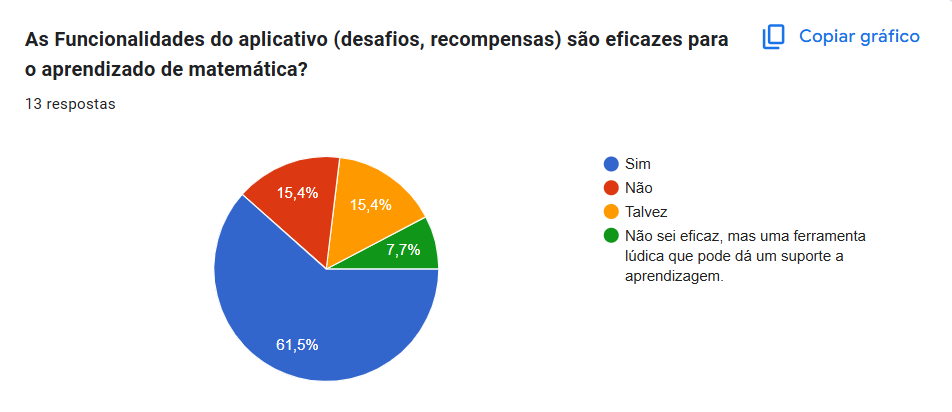 As Funcionalidades do aplicativo (desafios, recompensas) são eficazes para
o aprendizado de matemática?
Copiar gráfico
13 respostas
15,4%
15,4%
7,7%
61,5%
Sim
Não
Talvez
Não sei eficaz, mas uma ferramenta
lúdica que pode dá um suporte a
aprendizagem.